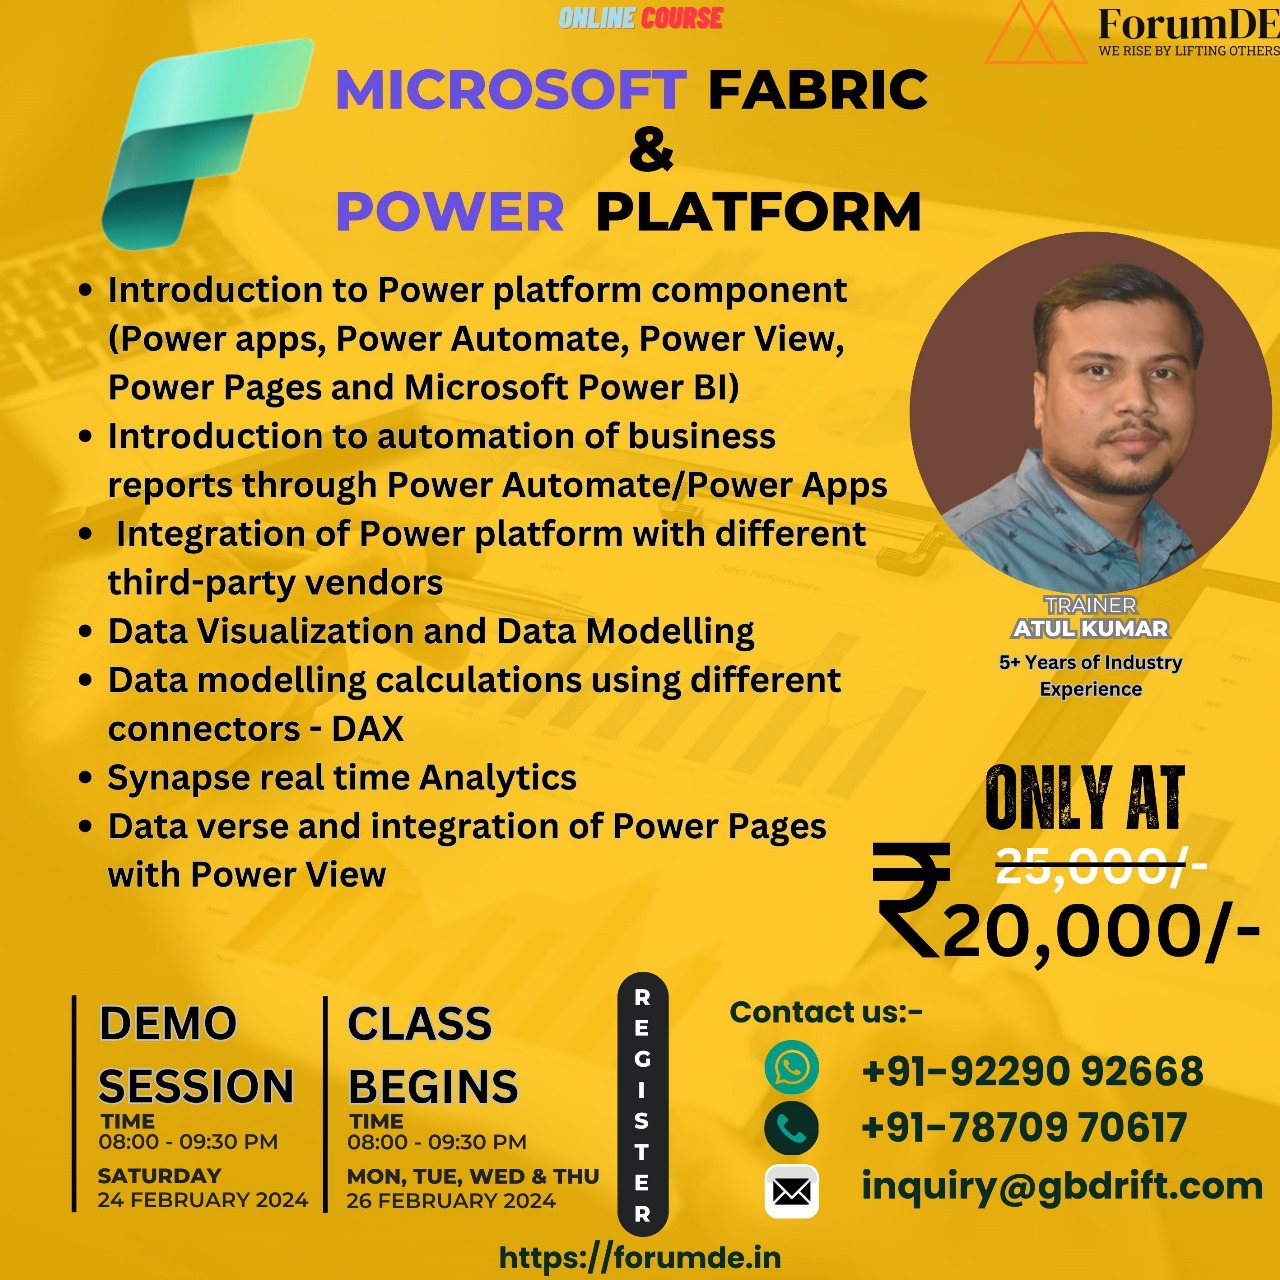 ONLINE COURSE
ForumDE
WE RISE BY LIFTING OTHERS
MICROSOFT FABRIC
&
POWER PLATFORM
• Introduction to Power platform component
(Power apps, Power Automate, Power View,
Power Pages and Microsoft Power BI)
• Introduction to automation of business
reports through Power Automate/Power Apps
• Integration of Power platform with different
third-party vendors
• Data Visualization and Data Modelling
• Data modelling calculations using different
connectors - DAX
• Synapse real time Analytics
• Data verse and integration of Power Pages
with Power View
TRAINER
ATUL KUMAR
5+ Years of Industry
Experience
ONLY AT
25,000/-
₹20,000/-
DEMO
SESSION
TIME
08:00 - 09:30 PM
SATURDAY
24 FEBRUARY 2024
CLASS
BEGINS
TIME
08:00 - 09:30 PM
MON, TUE, WED & THU
26 FEBRUARY 2024
REGISTER
Contact us:-
+91-92290 92668
+91-78709 70617
inquiry@gbdrift.com
https://forumde.in